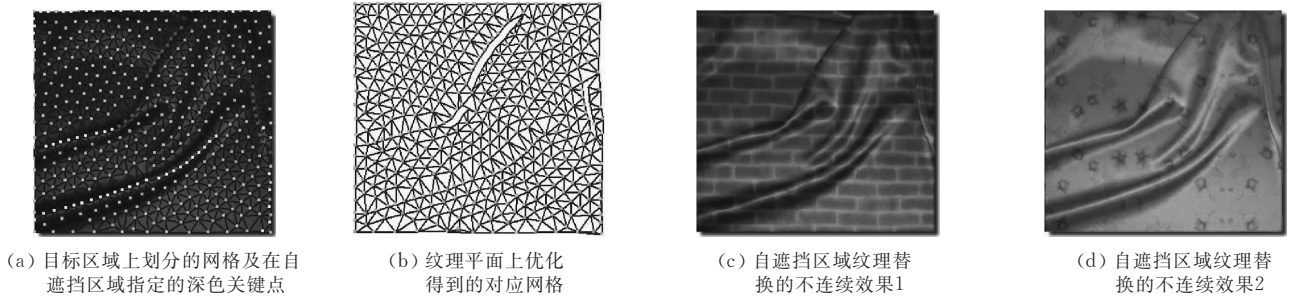 (a) 目标区域上划分的网格及在自
遮挡区域指定的深色关键点
(b) 纹理平面上优化
得到的对应网格
(c) 自遮挡区域纹理替
换的不连续效果1
(d) 自遮挡区域纹理替
换的不连续效果2